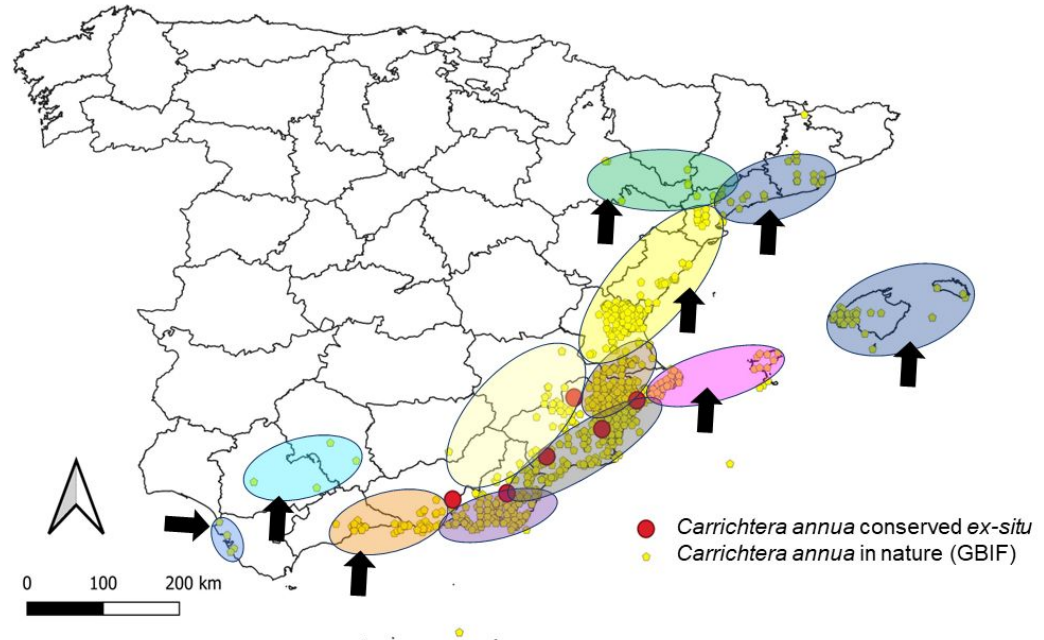 Carrichtera annua conserved ex-situ
Carrichtera annua in nature (GBIF)
0 100 200 km